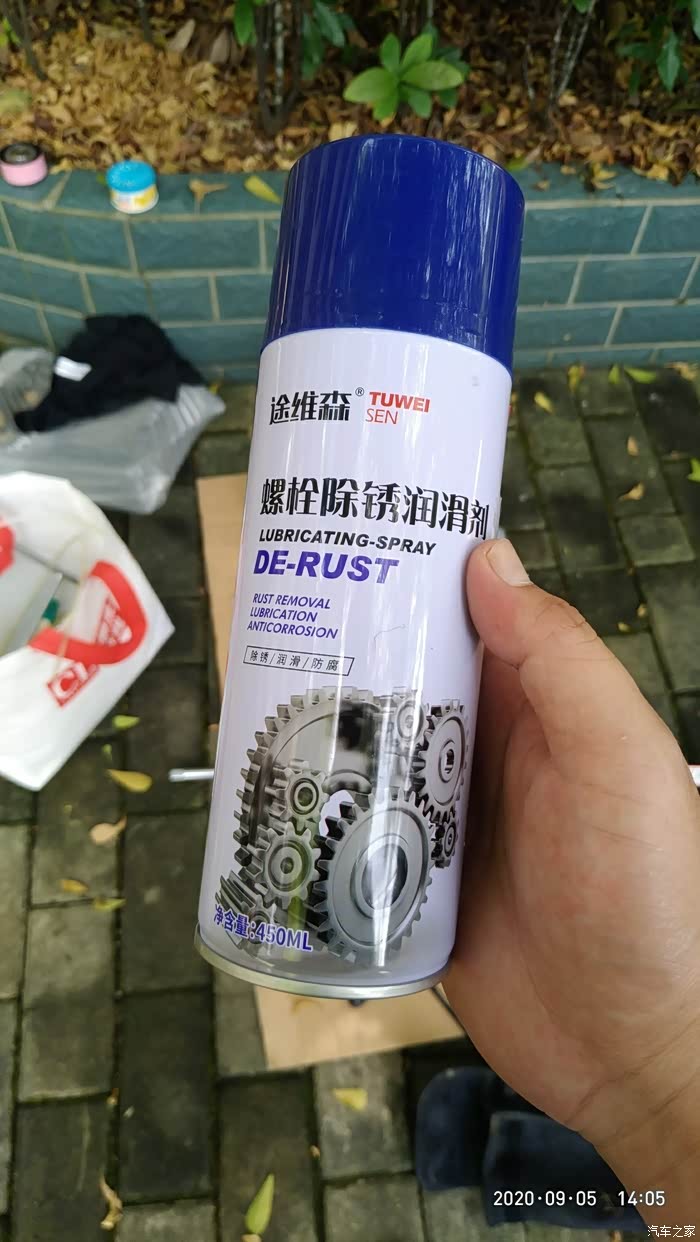 途维森® TUWEI
SEN
螺栓除锈润滑剂
LUBRICATING-SPRAY
DE-RUST
RUST REMOVAL
LUBRICATION
ANTICORROSION
除锈/润滑/防腐
净含量:450ML
2020·09·05 14:05
汽车之家